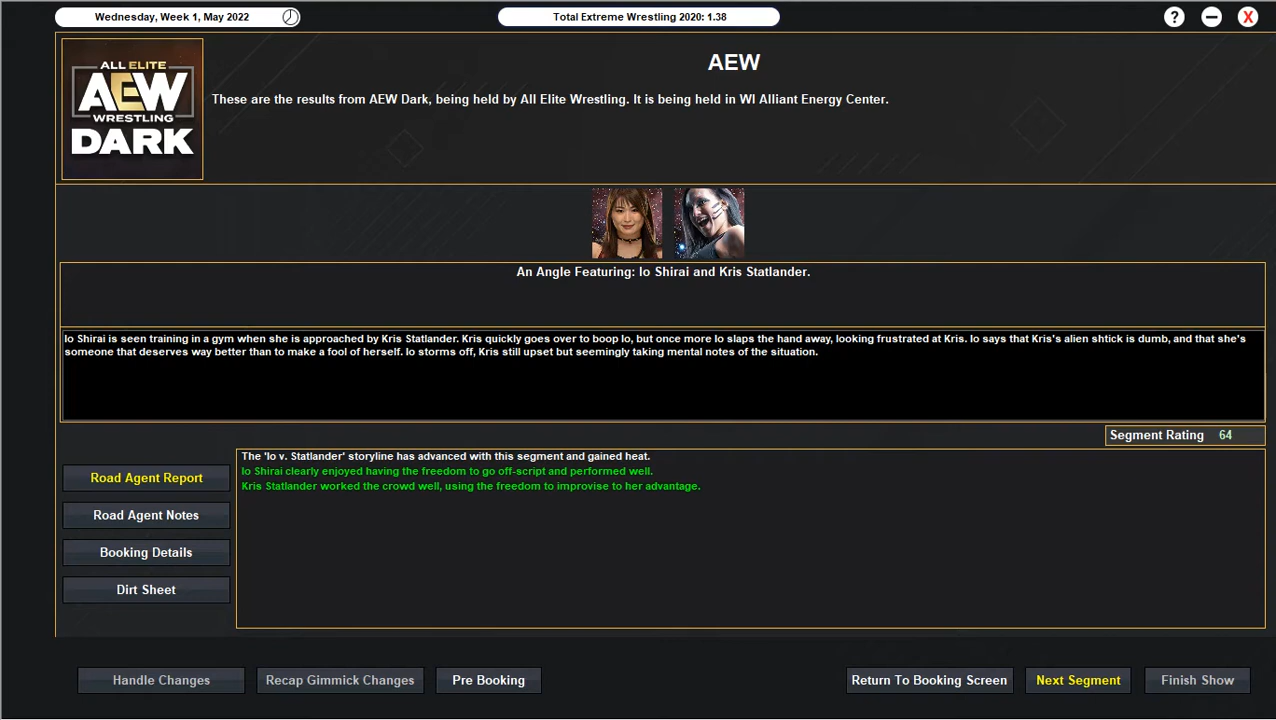 Wednesday, Week 1, May 2022
Total Extreme Wrestling 2020: 1.38
?
X
ALL ELITE
AEW
WRESTLING
DARK
AEW
These are the results from AEW Dark, being held by All Elite Wrestling. It is being held in WI Alliant Energy Center.
An Angle Featuring: Io Shirai and Kris Statlander.
Io Shirai is seen training in a gym when she is approached by Kris Statlander. Kris quickly goes over to boop Io, but once more Io slaps the hand away, looking frustrated at Kris. Io says that Kris's alien shtick is dumb, and that she's
someone that deserves way better than to make a fool of herself. Io storms off, Kris still upset but seemingly taking mental notes of the situation.
Segment Rating 64
Road Agent Report
Road Agent Notes
Booking Details
Dirt Sheet
The 'Io v. Statlander' storyline has advanced with this segment and gained heat.
Io Shirai clearly enjoyed having the freedom to go off-script and performed well.
Kris Statlander worked the crowd well, using the freedom to improvise to her advantage.
Handle Changes
Recap Gimmick Changes
Pre Booking
Return To Booking Screen
Next Segment
Finish Show